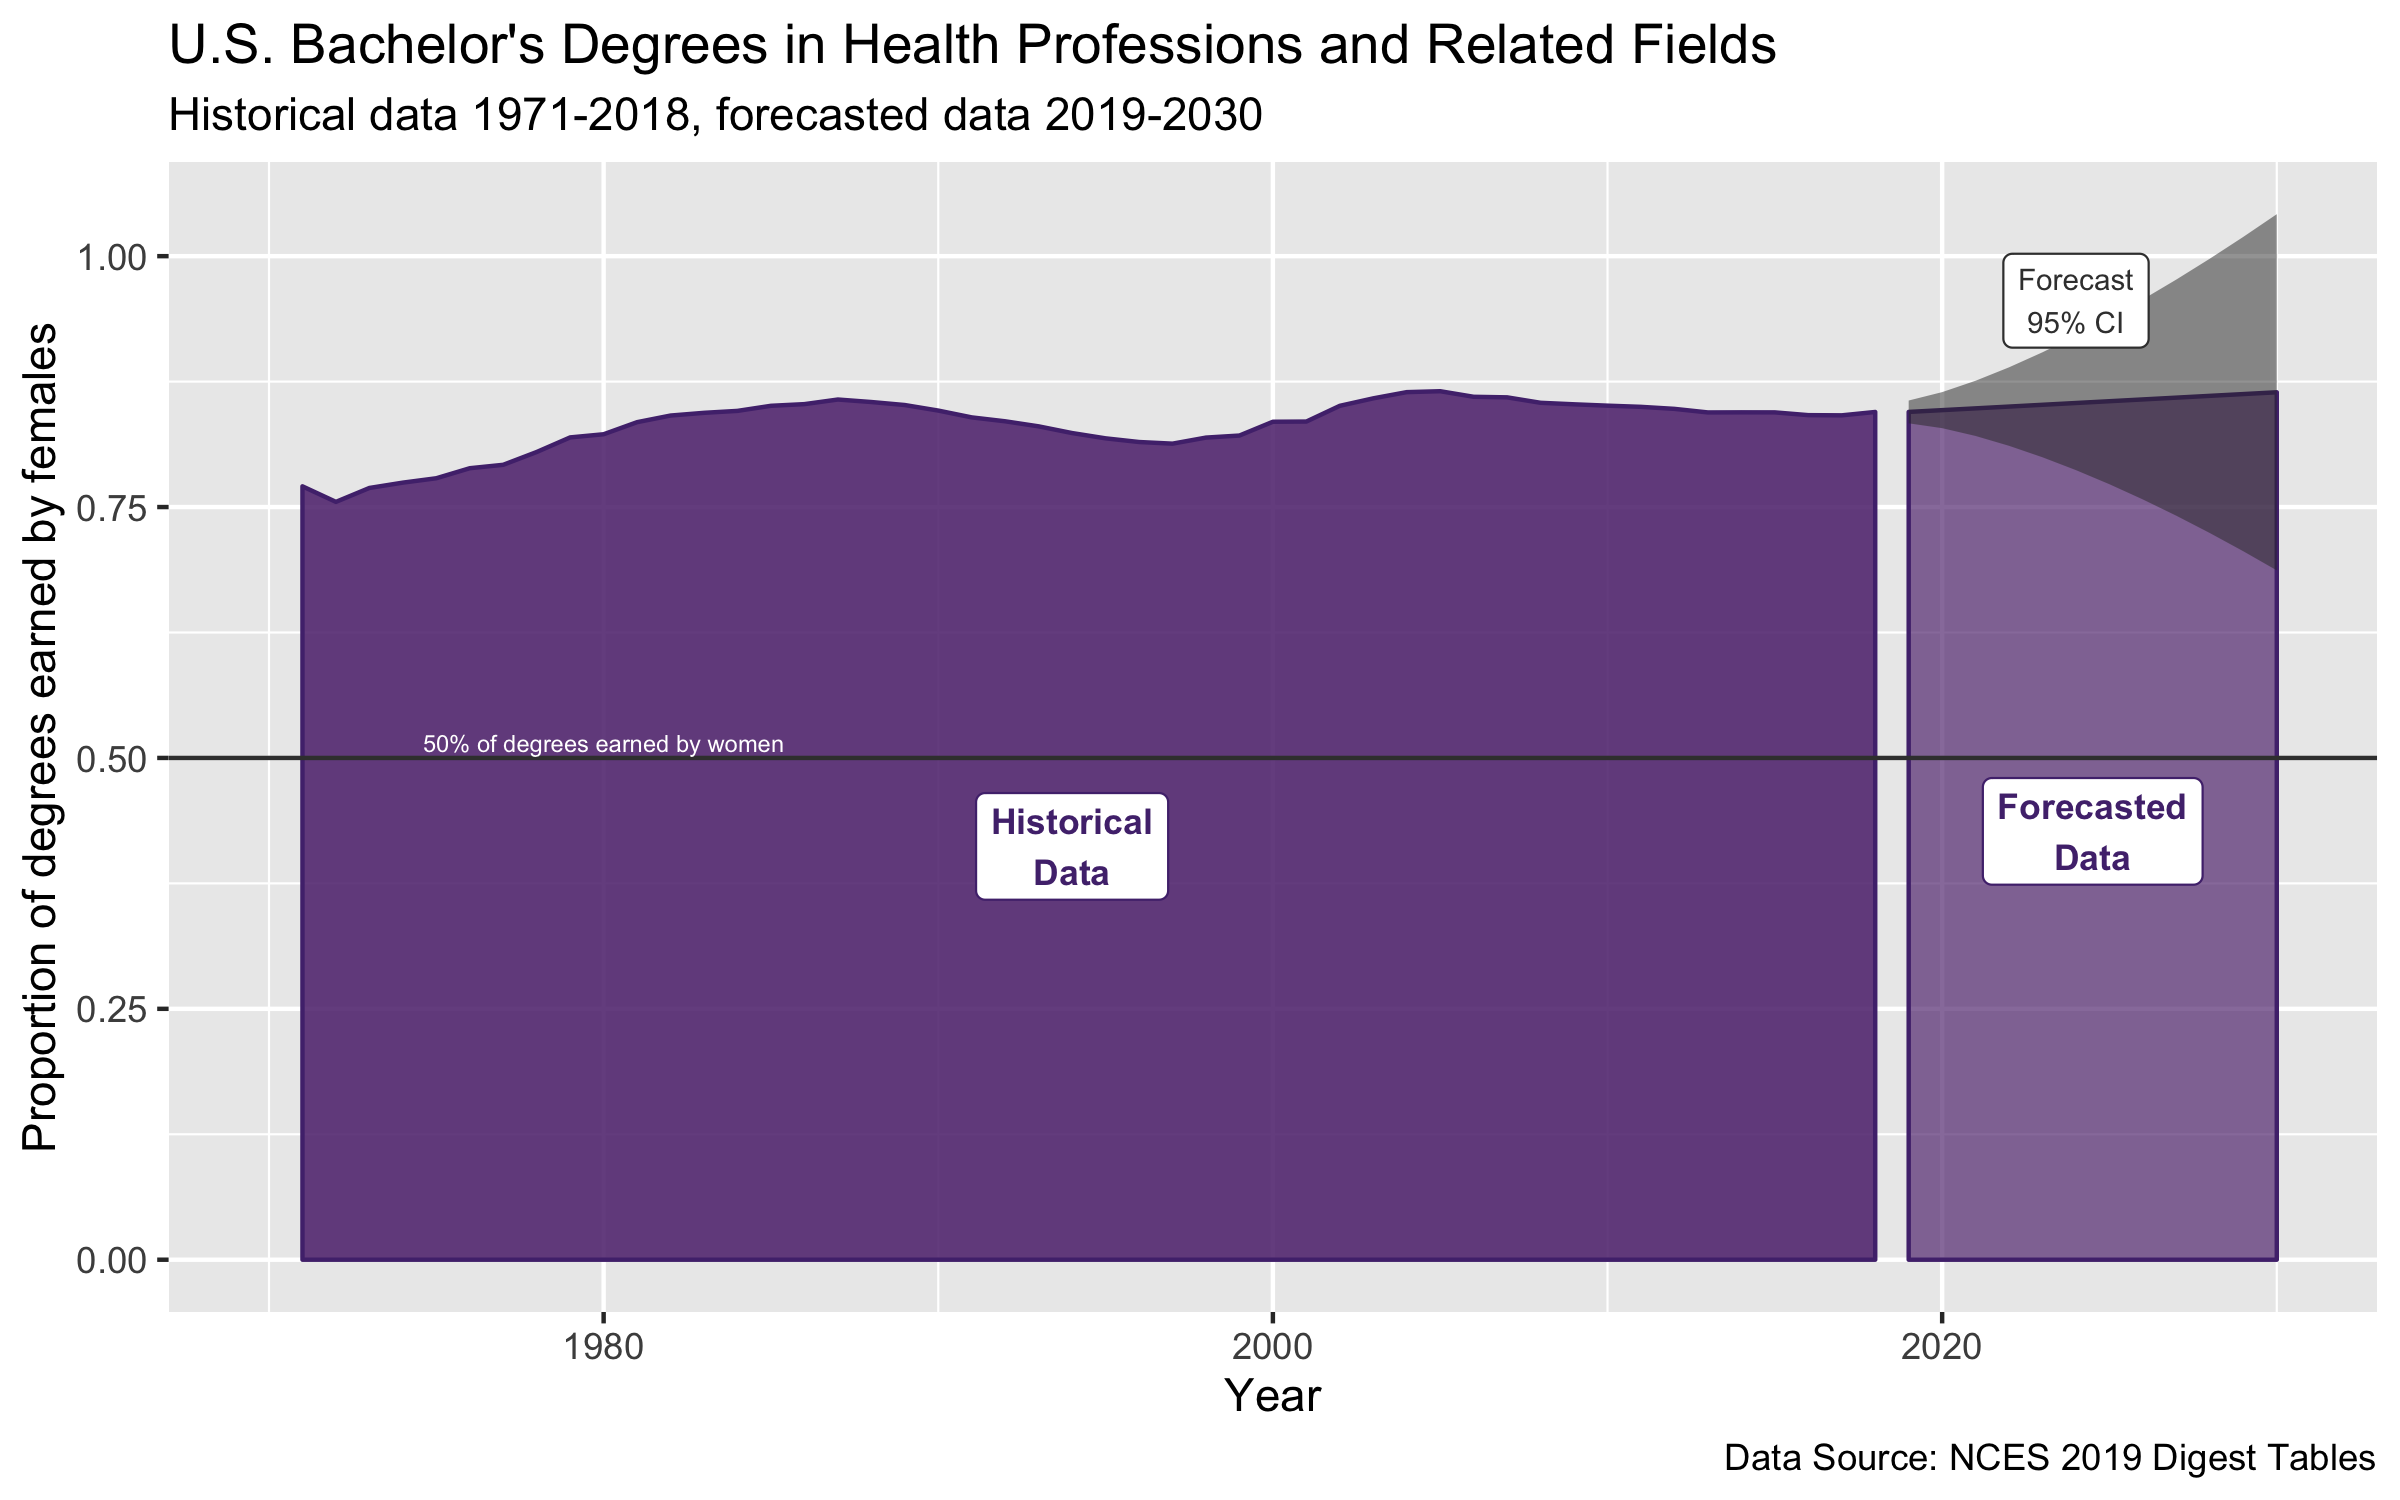 U.S. Bachelor's Degrees in Health Professions and Related Fields
Historical data 1971-2018, forecasted data 2019-2030
Proportion of degrees earned by females
1.00
0.75
0.50
0.25
0.00
Forecast
95% CI
50% of degrees earned by women
Historical
Data
Forecasted
Data
1980
2000
2020
Year
Data Source: NCES 2019 Digest Tables